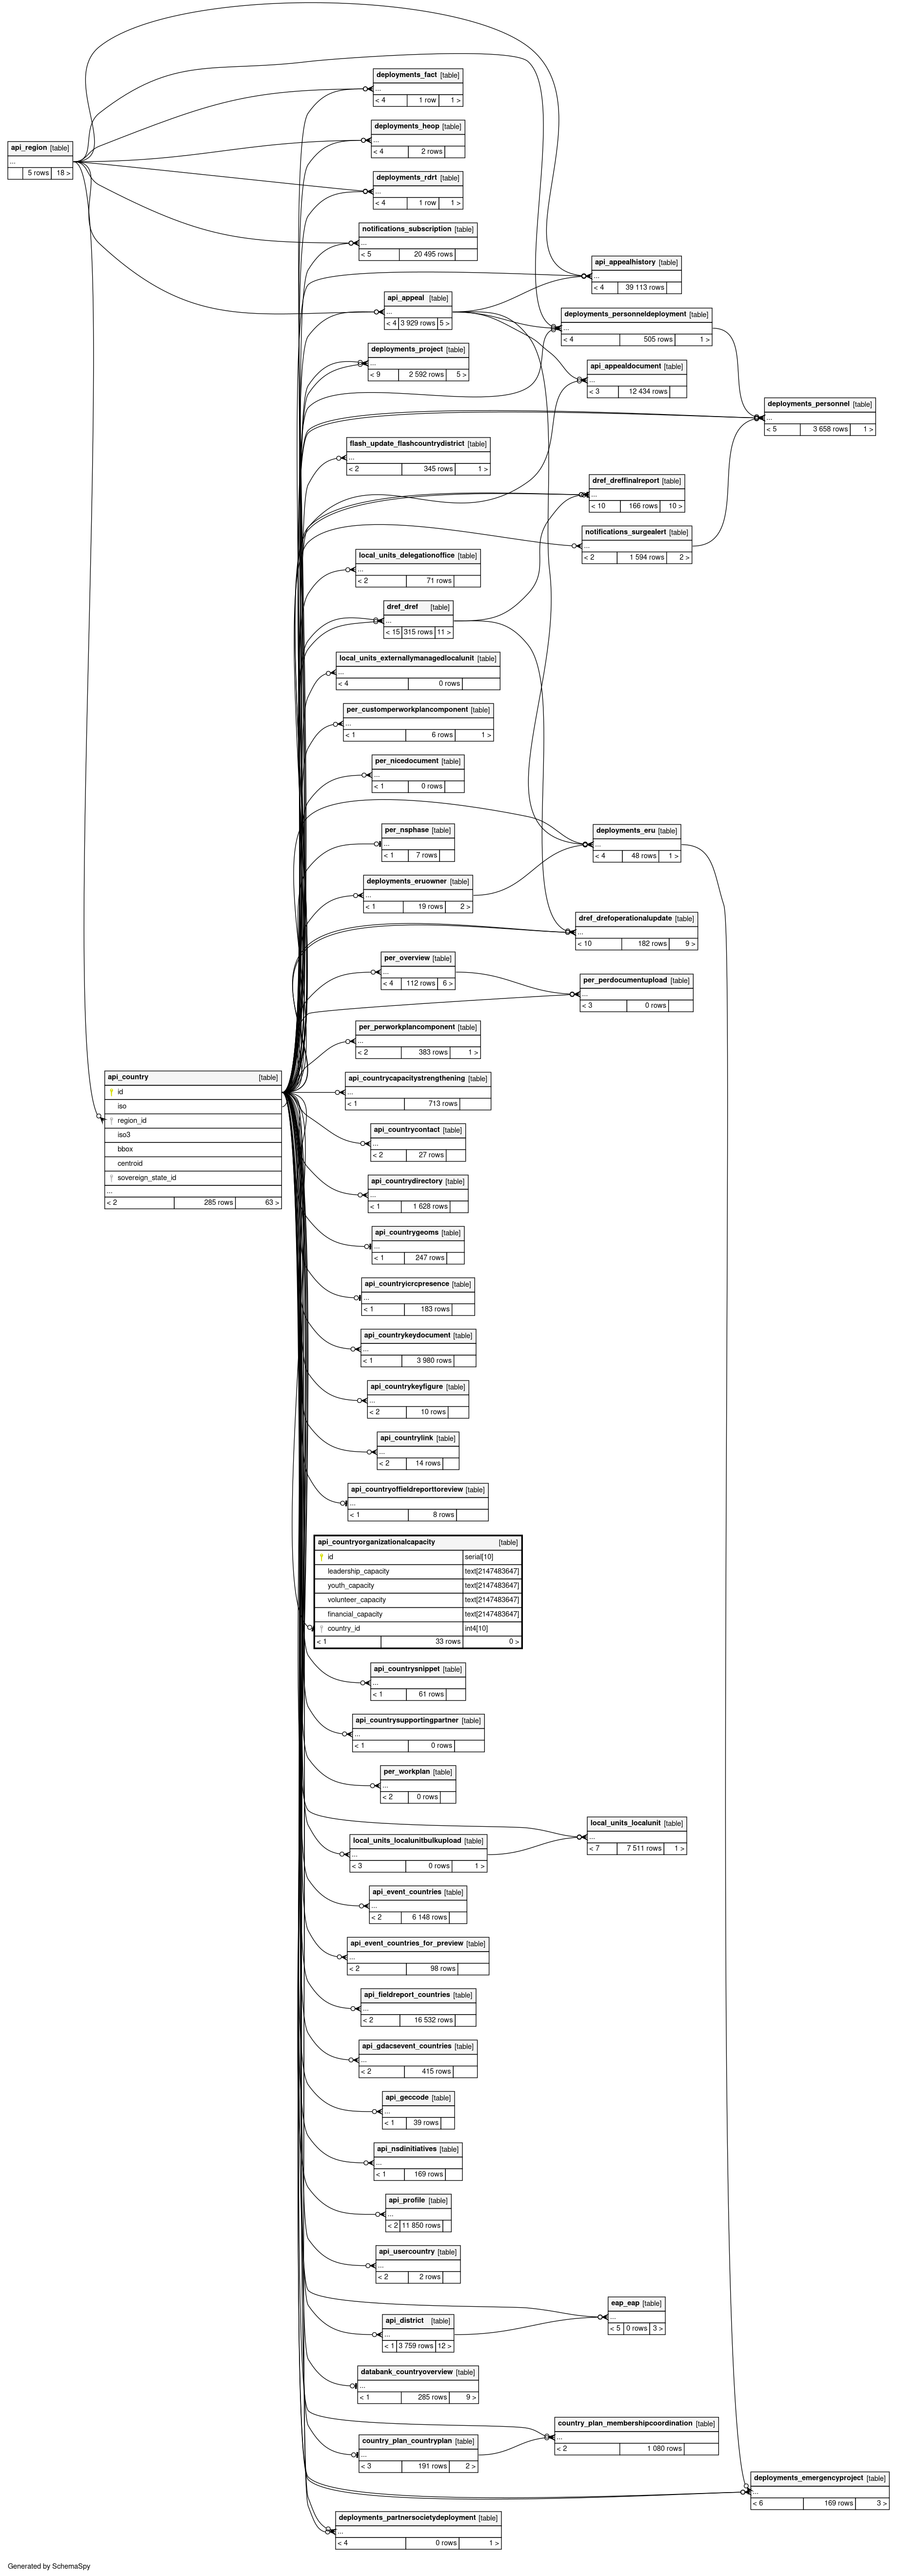 deployments_fact [table]
...
< 4 1 row 1 >
deployments_heop [table]
...
< 4 2 rows
api_region [table]
...
5 rows 18 >
deployments_rdrt [table]
...
< 4 1 row 1 >
notifications_subscription [table]
...
< 5 20 495 rows
api_appealhistory [table]
...
< 4 39 113 rows
api_appeal [table]
...
< 4 3 929 rows 5 >
deployments_personneldeployment [table]
...
< 4 505 rows 1 >
deployments_project [table]
...
< 9 2 592 rows 5 >
api_appealdocument [table]
...
< 3 12 434 rows
deployments_personnel [table]
...
< 5 3 658 rows 1 >
flash_update_flashcountrydistrict [table]
...
< 2 345 rows 1 >
dref_dreffinalreport [table]
...
< 10 166 rows 10 >
notifications_surgealert [table]
...
< 2 1 594 rows 2 >
local_units_delegationoffice [table]
...
< 2 71 rows
dref_dref [table]
...
< 15 315 rows 11 >
local_units_externallymanagedlocalunit [table]
...
< 4 0 rows
per_customperworkplancomponent [table]
...
< 1 6 rows 1 >
per_nicedocument [table]
...
< 1 0 rows
per_nsphase [table]
...
< 1 7 rows
deployments_eru [table]
...
< 4 48 rows 1 >
deployments_eruowner [table]
...
< 1 19 rows 2 >
dref_drefoperationalupdate [table]
...
< 10 182 rows 9 >
per_overview [table]
...
< 4 112 rows 6 >
per_perdocumentupload [table]
...
< 3 0 rows
per_perworkplancomponent [table]
...
< 2 383 rows 1 >
api_country [table]
id
iso
region_id
iso3
bbox
centroid
sovereign_state_id
...
< 2 285 rows 63 >
api_countrycapacitystrengthening [table]
...
< 1 713 rows
api_countrycontact [table]
...
< 2 27 rows
api_countrydirectory [table]
...
< 1 1 628 rows
api_countrygeoms [table]
...
< 1 247 rows
api_countryicrcpresence [table]
...
< 1 183 rows
api_countrykeydocument [table]
...
< 1 3 980 rows
api_countrykeyfigure [table]
...
< 2 10 rows
api_countrylink [table]
...
< 2 14 rows
api_countryoffieldreporttoreview [table]
...
< 1 8 rows
api_countryorganizationalcapacity [table]
id serial[10]
leadership_capacity text[2147483647]
youth_capacity text[2147483647]
volunteer_capacity text[2147483647]
financial_capacity text[2147483647]
country_id int4[10]
< 1 33 rows 0 >
api_countrysnippet [table]
...
< 1 61 rows
api_countrysupportingpartner [table]
...
< 1 0 rows
per_workplan [table]
...
< 2 0 rows
local_units_localunit [table]
...
< 7 7 511 rows 1 >
local_units_localunitbulkupload [table]
...
< 3 0 rows 1 >
api_event_countries [table]
...
< 2 6 148 rows
api_event_countries_for_preview [table]
...
< 2 98 rows
api_fieldreport_countries [table]
...
< 2 16 532 rows
api_gdacsevent_countries [table]
...
< 2 415 rows
api_geccode [table]
...
< 1 39 rows
api_nsdinitiatives [table]
...
< 1 169 rows
api_profile [table]
...
< 2 11 850 rows
api_usercountry [table]
...
< 2 2 rows
eap_eap [table]
...
< 5 0 rows 3 >
api_district [table]
...
< 1 3 759 rows 12 >
databank_countryoverview [table]
...
< 1 285 rows 9 >
country_plan_membershipcoordination [table]
...
< 2 1 080 rows
country_plan_countryplan [table]
...
< 3 191 rows 2 >
deployments_emergencyproject [table]
...
< 6 169 rows 3 >
deployments_partnersocietydeployment [table]
...
< 4 0 rows 1 >
Generated by SchemaSpy